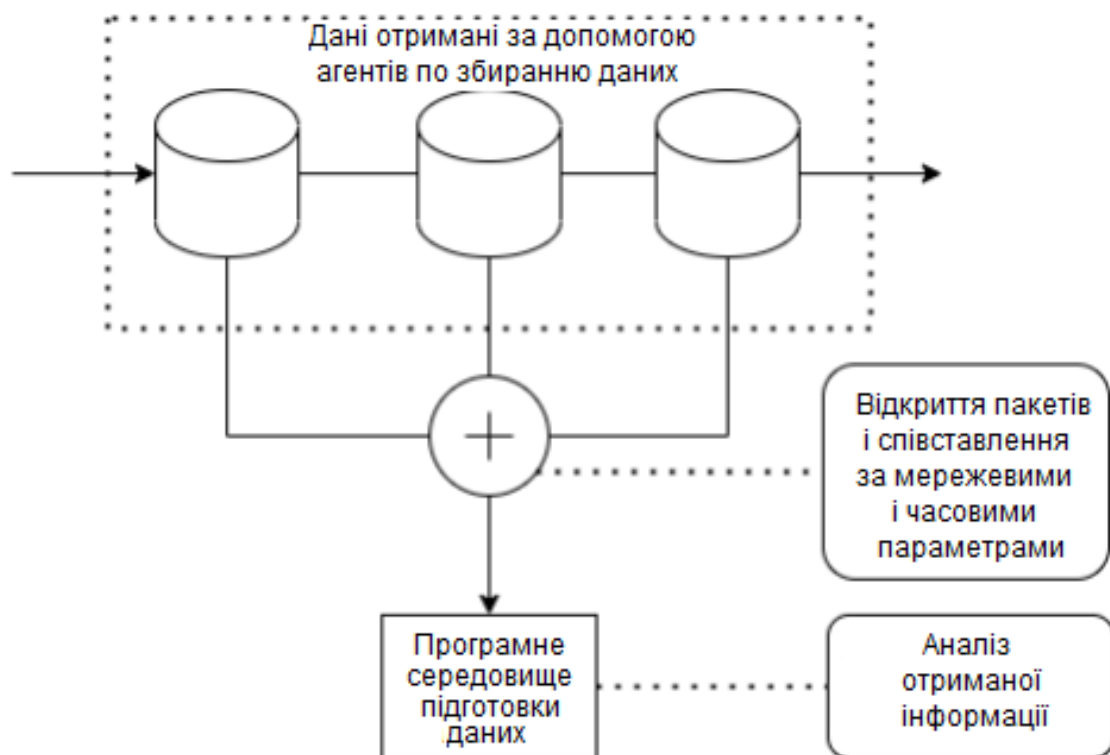 Дані отримані за допомогою
агентів по збиранню даних
Відкриття пакетів
і співставлення
за мережевими
і часовими
параметрами
Програмне
середовище
підготовки
даних
Аналіз
отриманої
інформації